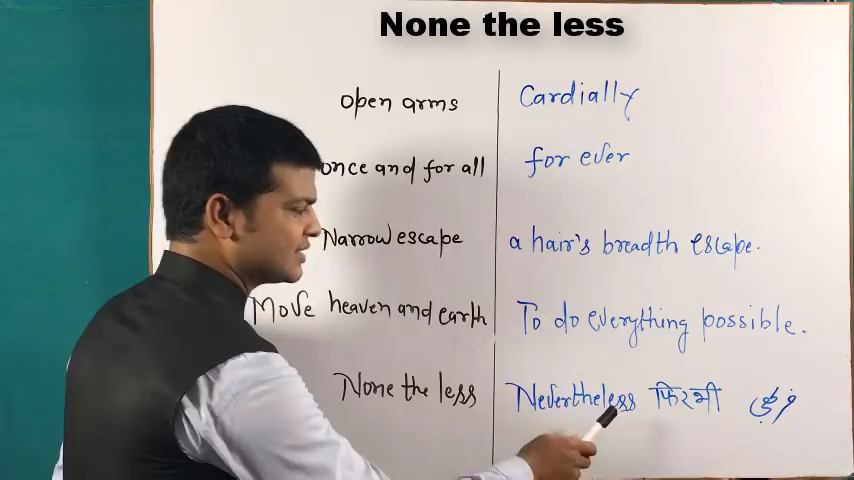 None the less
open arms Cardially
once and for all for ever
Narrow escape a hair's breadth escape.
Move heaven and earth To do everything possible.
None the less Nevertheless फिरभी